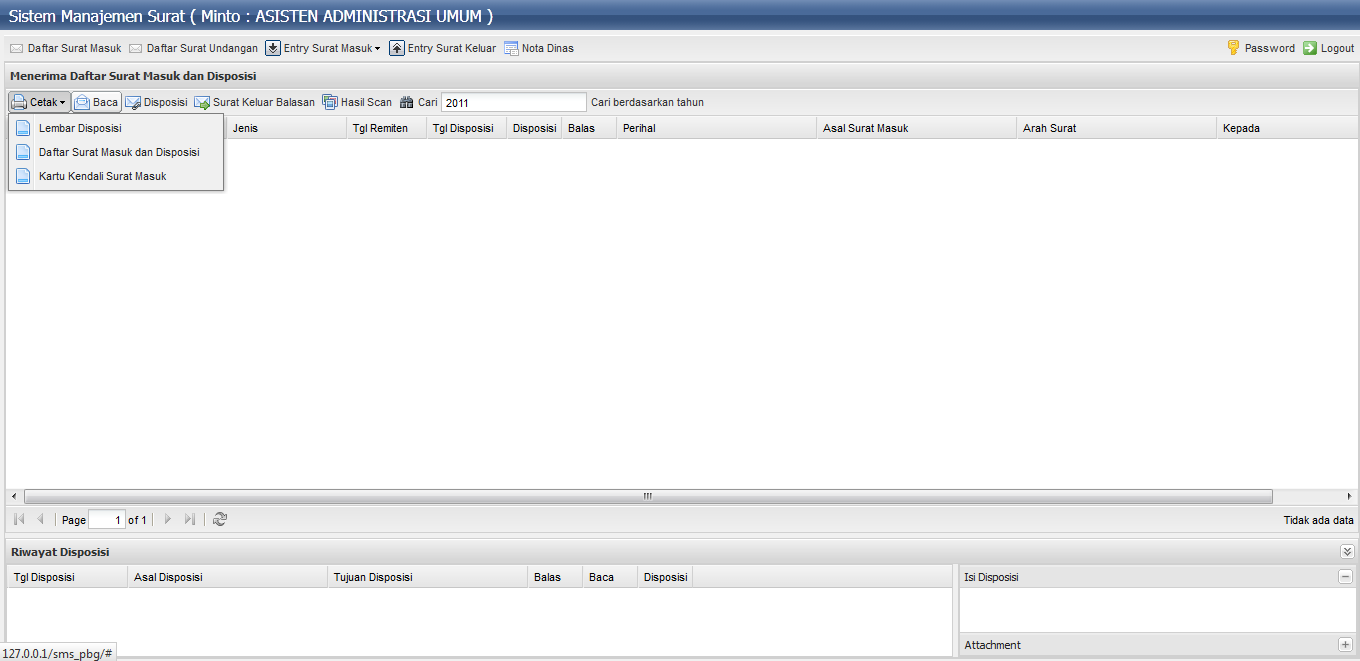 Sistem Manajemen Surat ( Minto : ASISTEN ADMINISTRASI UMUM )
Daftar Surat Masuk Daftar Surat Undangan Entry Surat Masuk Entry Surat Keluar Nota Dinas Password Logout
Menerima Daftar Surat Masuk dan Disposisi
Cetak Baca Disposisi Surat Keluar Balasan Hasil Scan Cari 2011 Cari berdasarkan tahun
Jenis Tgl Remiten Tgl Disposisi Disposisi Balas Perihal Asal Surat Masuk Arah Surat Kepada
Lembar Disposisi
Daftar Surat Masuk dan Disposisi
Kartu Kendali Surat Masuk
Page 1 of 1 Tidak ada data
Riwayat Disposisi
Tgl Disposisi Asal Disposisi Tujuan Disposisi Balas Baca Disposisi Isi Disposisi
Attachment
127.0.0.1/sms_pbg/#